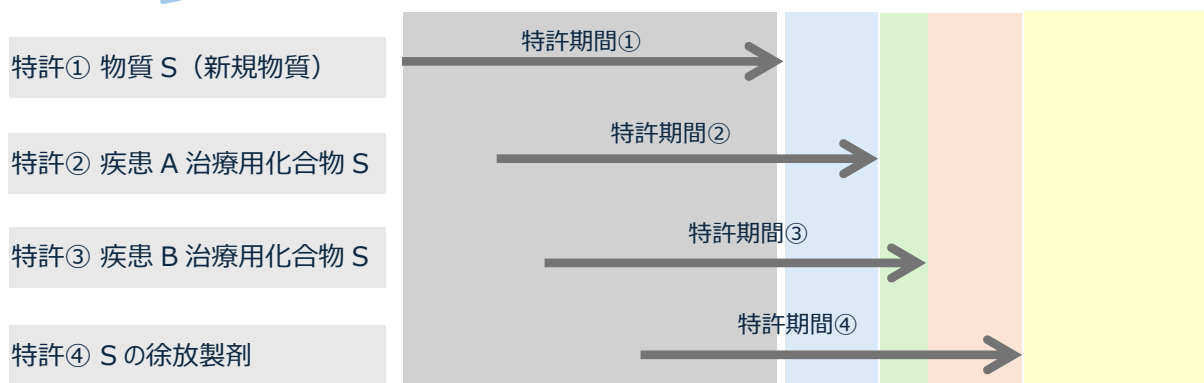 特許① 物質 S（新規物質）
特許期間①
特許② 疾患 A 治療用化合物 S
特許期間②
特許③ 疾患 B 治療用化合物 S
特許期間③
特許④ S の徐放製剤
特許期間④